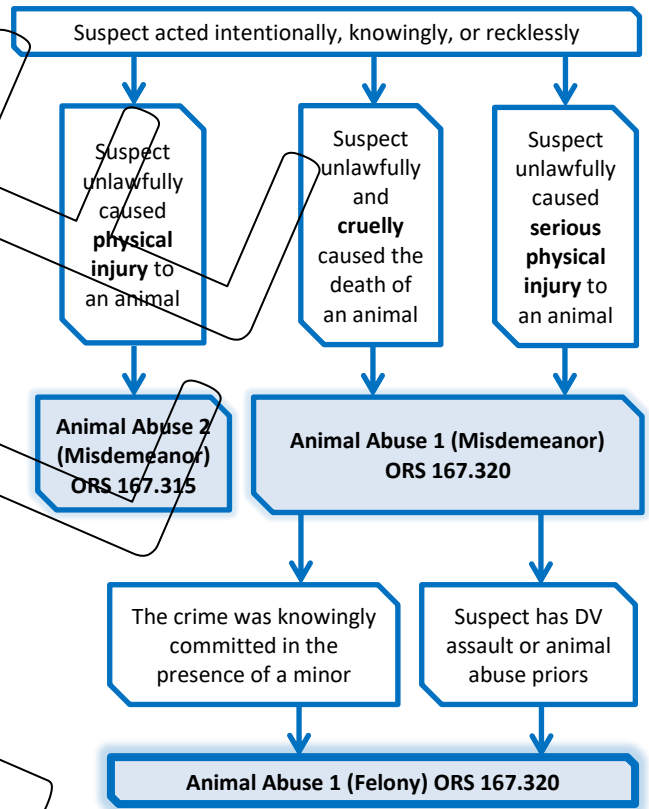 Suspect acted intentionally, knowingly, or recklessly
Suspect
unlawfully
caused
physical
injury to
an animal
Suspect
unlawfully
and
cruelly
caused the
death of
an animal
Suspect
unlawfully
caused
serious
physical
injury to
an animal
Animal Abuse 2
(Misdemeanor)
ORS 167.315
Animal Abuse 1 (Misdemeanor)
ORS 167.320
The crime was knowingly
committed in the
presence of a minor
Suspect has DV
assault or animal
abuse priors
Animal Abuse 1 (Felony) ORS 167.320